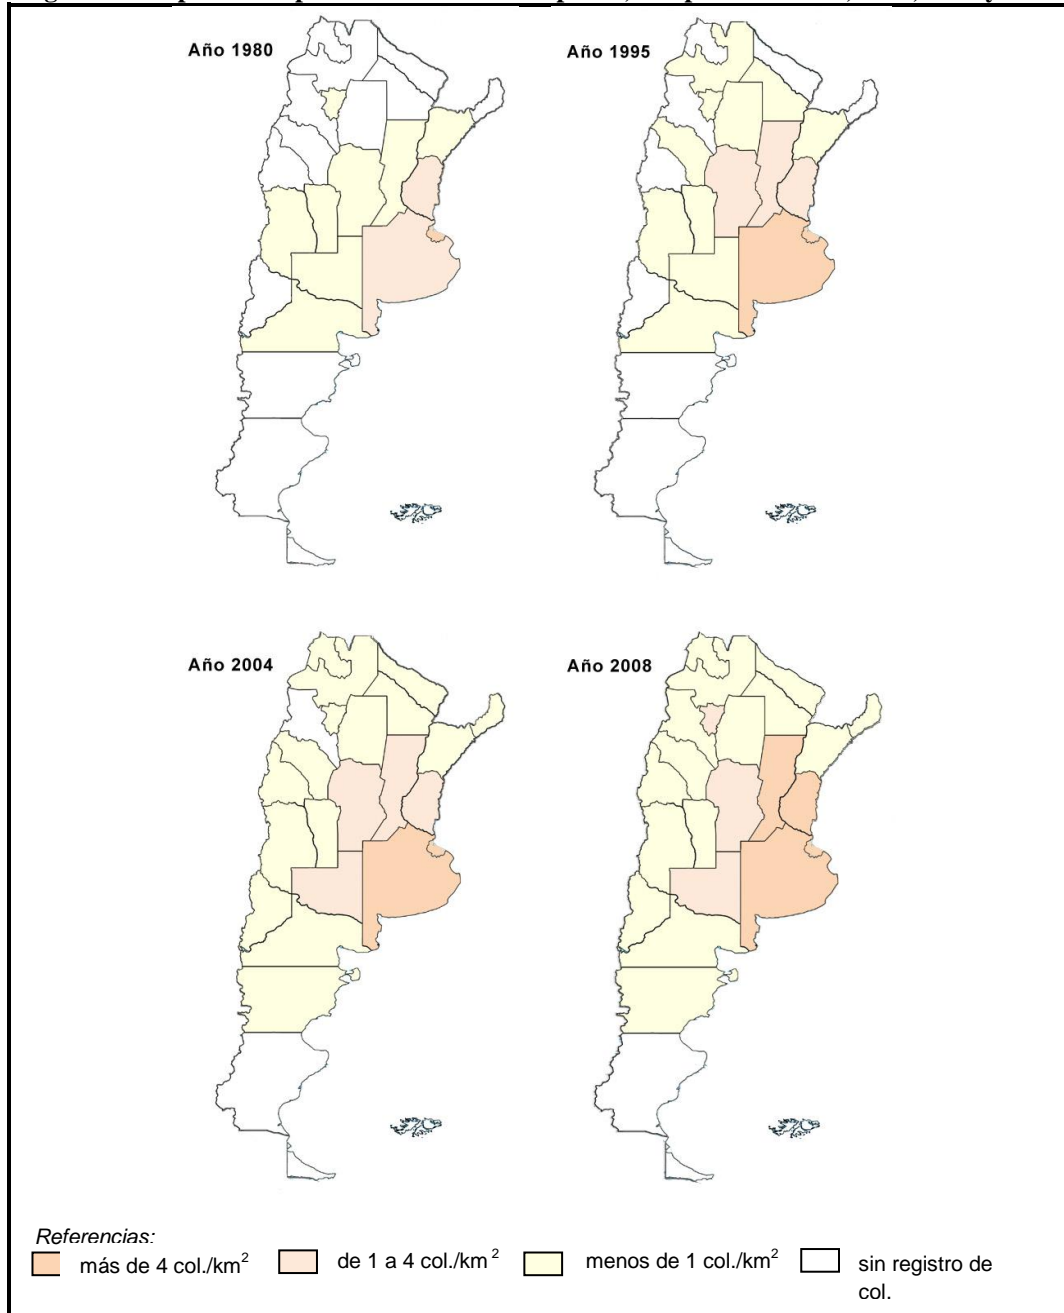 Año 1980
Año 1995
Año 2004
Año 2008
Referencias:
más de 4 col./km²
de 1 a 4 col./km²
menos de 1 col./km²
sin registro de
col.